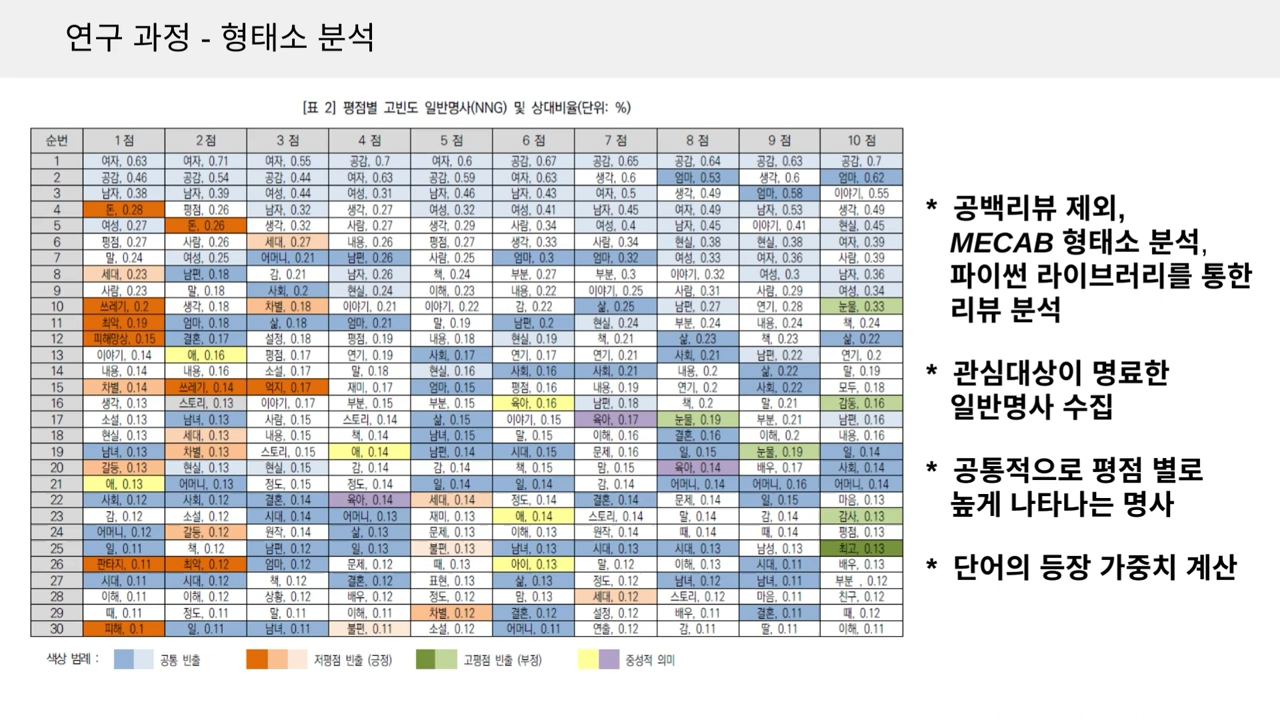 연구 과정 - 형태소 분석
[표 2] 평점별 고빈도 일반명사(NNG) 및 상대비율(단위: %)
순번 1점 2점 3점 4점 5점 6점 7점 8점 9점 10점
1 여자, 0.63 여자, 0.71 여자, 0.55 공감, 0.7 여자, 0.6 공감, 0.67 공감, 0.65 공감, 0.64 공감, 0.63 공감, 0.7
2 공감, 0.46 공감, 0.54 공감, 0.44 여자, 0.63 공감, 0.59 여자, 0.63 생각, 0.6 엄마, 0.53 생각, 0.6 엄마, 0.62
3 남자, 0.38 남자, 0.39 여성, 0.44 여성, 0.31 남자, 0.46 남자, 0.43 여자, 0.5 생각, 0.49 엄마, 0.58 이야기, 0.55
4 돈, 0.28 평점, 0.26 남자, 0.32 생각, 0.27 여성, 0.32 여성, 0.41 남자, 0.45 여자, 0.49 남자, 0.53 생각, 0.49
5 여성, 0.27 돈, 0.26 생각, 0.32 사람, 0.27 생각, 0.29 사람, 0.34 여성, 0.4 남자, 0.45 이야기, 0.41 현실, 0.45
6 평점, 0.27 사람, 0.26 세대, 0.27 내용, 0.26 평점, 0.27 생각, 0.33 사람, 0.34 현실, 0.38 현실, 0.38 여자, 0.39
7 말, 0.24 여성, 0.25 어머니, 0.21 남편, 0.26 사람, 0.25 엄마, 0.3 엄마, 0.32 여성, 0.33 여자, 0.36 사람, 0.39
8 세대, 0.23 남편, 0.18 감, 0.21 남자, 0.26 책, 0.24 부분, 0.27 부분, 0.3 이야기, 0.32 여성, 0.3 남자, 0.36
9 사람, 0.23 말, 0.18 사회, 0.2 현실, 0.24 이해, 0.23 내용, 0.22 이야기, 0.25 사람, 0.31 사람, 0.29 여성, 0.34
10 쓰레기, 0.2 생각, 0.18 차별, 0.18 이야기, 0.21 이야기, 0.22 감, 0.22 삶, 0.25 남편, 0.27 연기, 0.28 눈물, 0.33
11 최악, 0.19 엄마, 0.18 삶, 0.18 엄마, 0.21 말, 0.19 남편, 0.2 현실, 0.24 부분, 0.24 내용, 0.24 책, 0.24
12 피해망상, 0.15 결혼, 0.17 설정, 0.18 평점, 0.19 내용, 0.18 현실, 0.19 책, 0.21 삶, 0.23 책, 0.23 삶, 0.22
13 이야기, 0.14 애, 0.16 평점, 0.17 연기, 0.19 사회, 0.17 연기, 0.17 연기, 0.21 사회, 0.21 남편, 0.22 연기, 0.2
14 내용, 0.14 내용, 0.16 소설, 0.17 말, 0.18 현실, 0.16 사회, 0.16 사회, 0.21 내용, 0.2 삶, 0.22 말, 0.19
15 차별, 0.14 쓰레기, 0.14 억지, 0.17 재미, 0.17 엄마, 0.15 평점, 0.16 내용, 0.19 연기, 0.2 사회, 0.22 모두, 0.18
16 생각, 0.13 스토리, 0.13 이야기, 0.17 부분, 0.15 부분, 0.15 육아, 0.16 남편, 0.18 책, 0.2 말, 0.21 감동, 0.16
17 소설, 0.13 남녀, 0.13 사람, 0.15 스토리, 0.14 삶, 0.15 이야기, 0.15 육아, 0.17 눈물, 0.19 부분, 0.21 남편, 0.16
18 현실, 0.13 세대, 0.13 내용, 0.15 책, 0.14 남녀, 0.15 말, 0.15 이해, 0.16 결혼, 0.16 이해, 0.2 내용, 0.16
19 남녀, 0.13 차별, 0.13 스토리, 0.15 애, 0.14 남편, 0.14 시대, 0.15 문제, 0.16 일, 0.15 눈물, 0.19 일, 0.14
20 갈등, 0.13 현실, 0.13 현실, 0.15 감, 0.14 감, 0.14 책, 0.15 맘, 0.15 육아, 0.14 배우, 0.17 사회, 0.14
21 애, 0.13 어머니, 0.13 정도, 0.15 정도, 0.14 일, 0.14 일, 0.14 감, 0.14 어머니, 0.14 어머니, 0.16 어머니, 0.14
22 사회, 0.12 사회, 0.12 결혼, 0.14 육아, 0.14 세대, 0.14 정도, 0.14 결혼, 0.14 문제, 0.14 일, 0.15 마음, 0.13
23 감, 0.12 소설, 0.12 시대, 0.14 어머니, 0.13 재미, 0.13 애, 0.14 스토리, 0.14 말, 0.14 감, 0.14 감사, 0.13
24 어머니, 0.12 갈등, 0.12 원작, 0.14 삶, 0.13 문제, 0.13 이해, 0.13 원작, 0.14 때, 0.14 때, 0.14 평점, 0.13
25 일, 0.11 책, 0.12 남편, 0.12 일, 0.13 불편, 0.13 남녀, 0.13 시대, 0.13 시대, 0.13 남성, 0.13 최고, 0.13
26 판타지, 0.11 최악, 0.12 엄마, 0.12 문제, 0.12 때, 0.13 아이, 0.13 말, 0.12 이해, 0.13 시대, 0.11 배우, 0.13
27 시대, 0.11 시대, 0.12 책, 0.12 결혼, 0.12 표현, 0.13 삶, 0.13 정도, 0.12 남녀, 0.12 남녀, 0.11 부분 , 0.12
28 이해, 0.11 이해, 0.12 상황, 0.12 배우, 0.12 정도, 0.12 맘, 0.13 세대, 0.12 스토리, 0.12 마음, 0.11 친구, 0.12
29 때, 0.11 정도, 0.11 말, 0.11 이해, 0.11 차별, 0.12 결혼, 0.12 설정, 0.12 배우, 0.11 결혼, 0.11 때, 0.12
30 피해, 0.1 일, 0.11 남녀, 0.11 불편, 0.11 소설, 0.12 어머니, 0.11 연출, 0.12 감, 0.11 딸, 0.11 이해, 0.11
색상 범례 : 공통 빈출 저평점 빈출 (긍정) 고평점 빈출 (부정) 중성적 의미
* 공백리뷰 제외,
MECAB 형태소 분석,
파이썬 라이브러리를 통한
리뷰 분석
* 관심대상이 명료한
일반명사 수집
* 공통적으로 평점 별로
높게 나타나는 명사
* 단어의 등장 가중치 계산